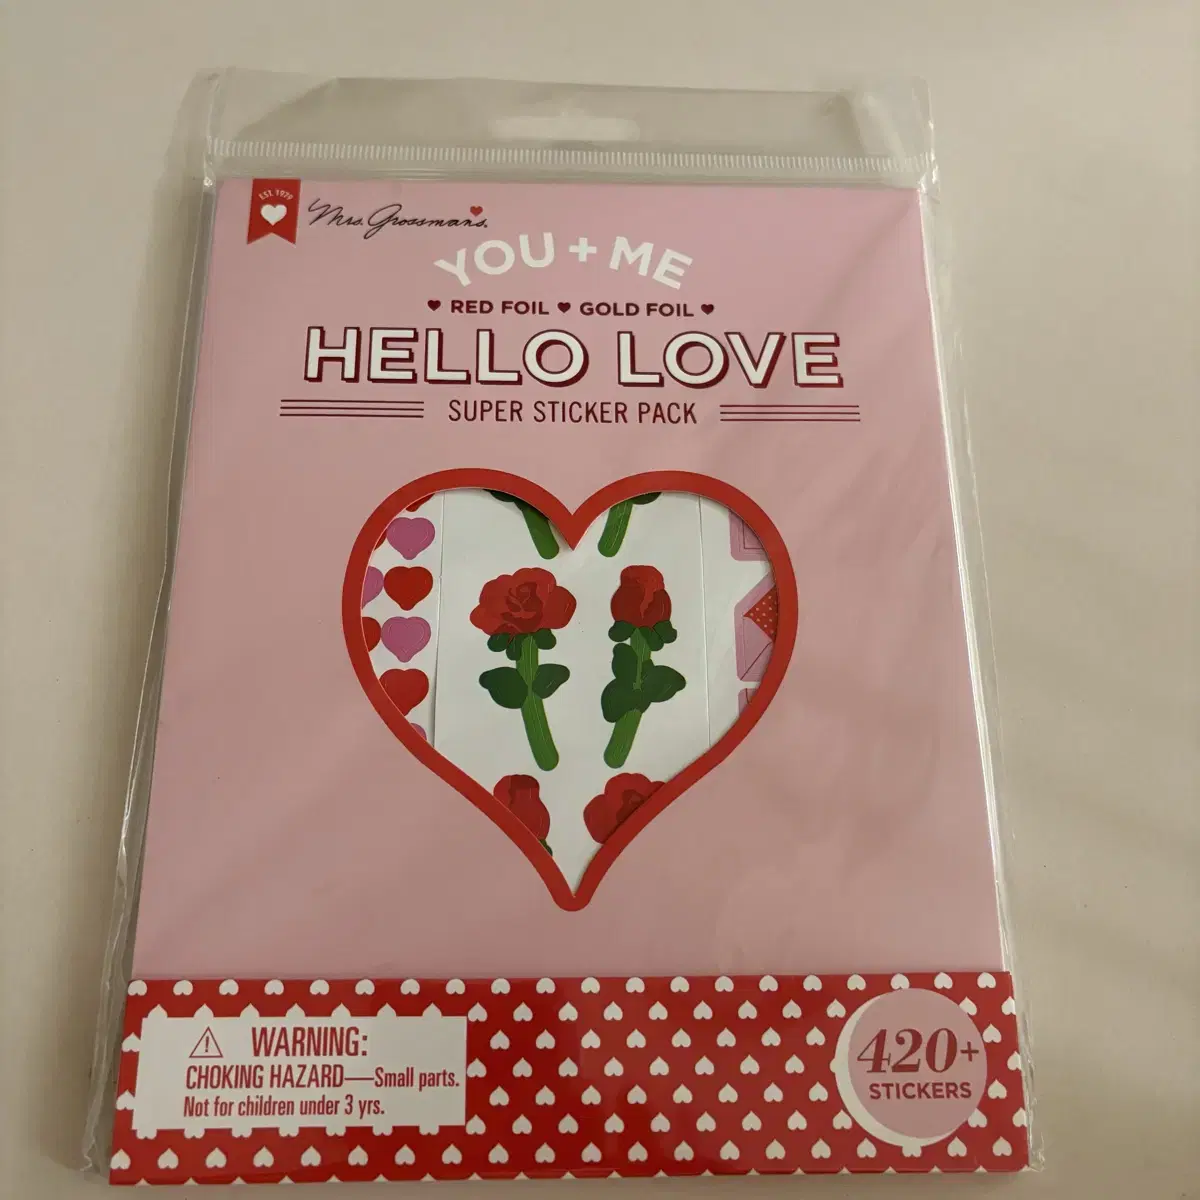 EST. 1979
Mrs. Grossman's
YOU + ME
RED FOIL ♥ GOLD FOIL
HELLO LOVE
SUPER STICKER PACK
WARNING:
CHOKING HAZARD—Small parts.
Not for children under 3 yrs.
420+
STICKERS